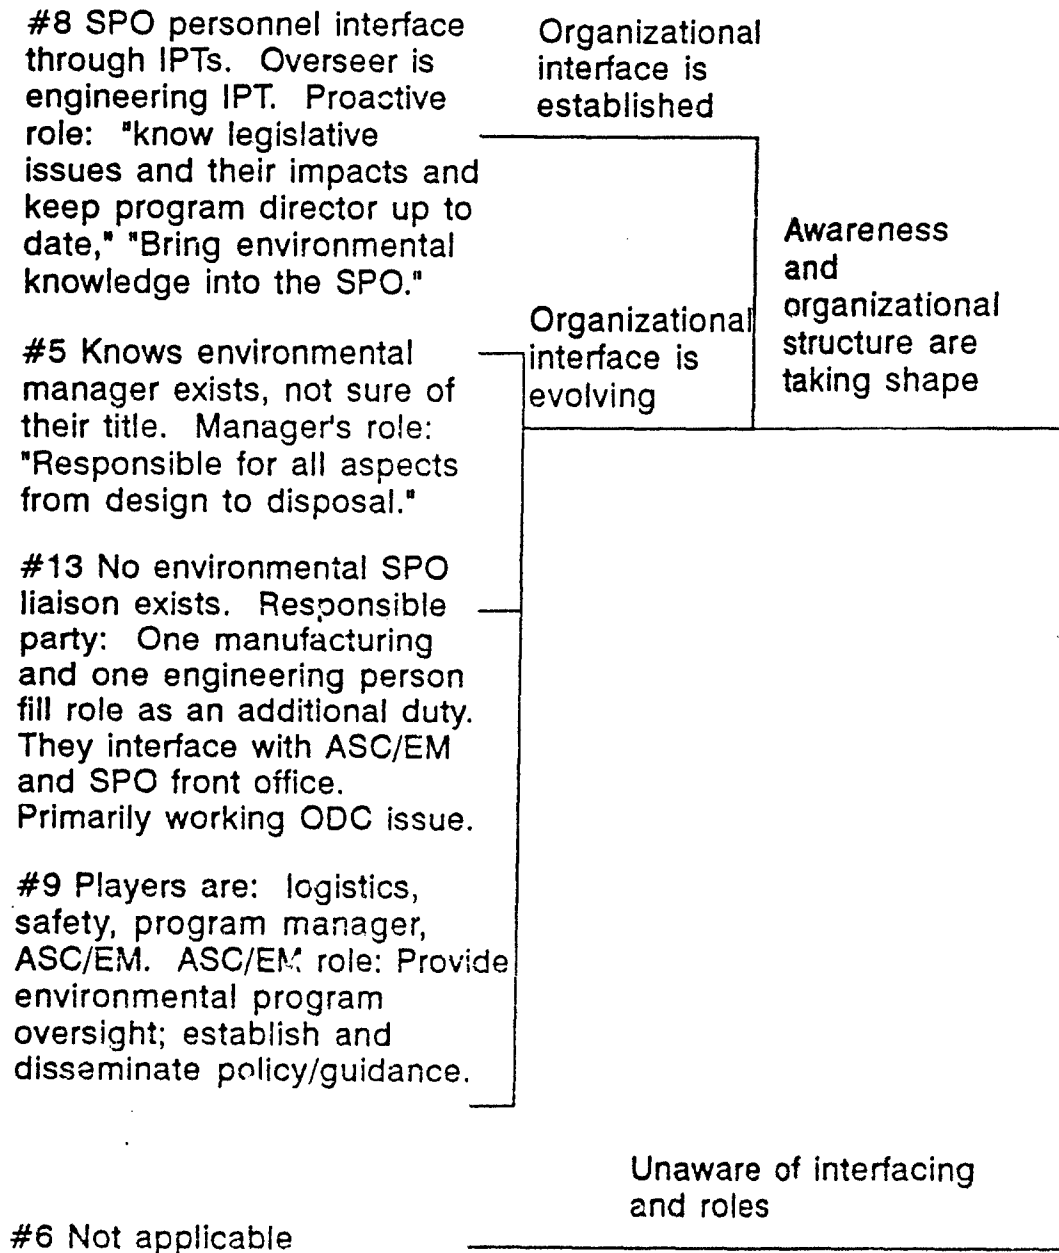 #8 SPO personnel interface
through IPTs. Overseer is
engineering IPT. Proactive
role: "know legislative
issues and their impacts and
keep program director up to
date," "Bring environmental
knowledge into the SPO."
Organizational
interface is
established
Awareness
and
organizational
structure are
taking shape
Organizational
interface is
evolving
#5 Knows environmental
manager exists, not sure of
their title. Manager's role:
"Responsible for all aspects
from design to disposal."
#13 No environmental SPO
liaison exists. Responsible
party: One manufacturing
and one engineering person
fill role as an additional duty.
They interface with ASC/EM
and SPO front office.
Primarily working ODC issue.
#9 Players are: logistics,
safety, program manager,
ASC/EM. ASC/EM role: Provide
environmental program
oversight; establish and
disseminate policy/guidance.
Unaware of interfacing
and roles
#6 Not applicable